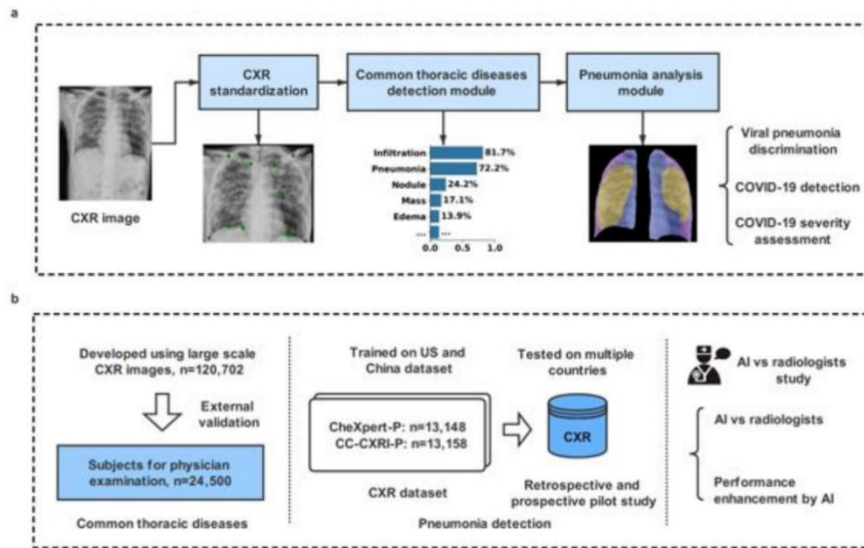 a
CXR
standardization
Common thoracic diseases
detection module
Pneumonia analysis
module
CXR image
Infiltration 81.7%
Pneumonia 72.2%
Nodule 24.2%
Mass 17.1%
Edema 13.9%
... ...
0.0 0.5 1.0
Viral pneumonia
discrimination
COVID-19 detection
COVID-19 severity
assessment
b
Developed using large scale
CXR images, n=120,702
External
validation
Subjects for physician
examination, n=24,500
Common thoracic diseases
Trained on US and
China dataset
CheXpert-P: n=13,148
CC-CXRI-P: n=13,158
CXR dataset
Tested on multiple
countries
CXR
Retrospective and
prospective pilot study
Pneumonia detection
AI vs radiologists
study
AI vs radiologists
Performance
enhancement by AI